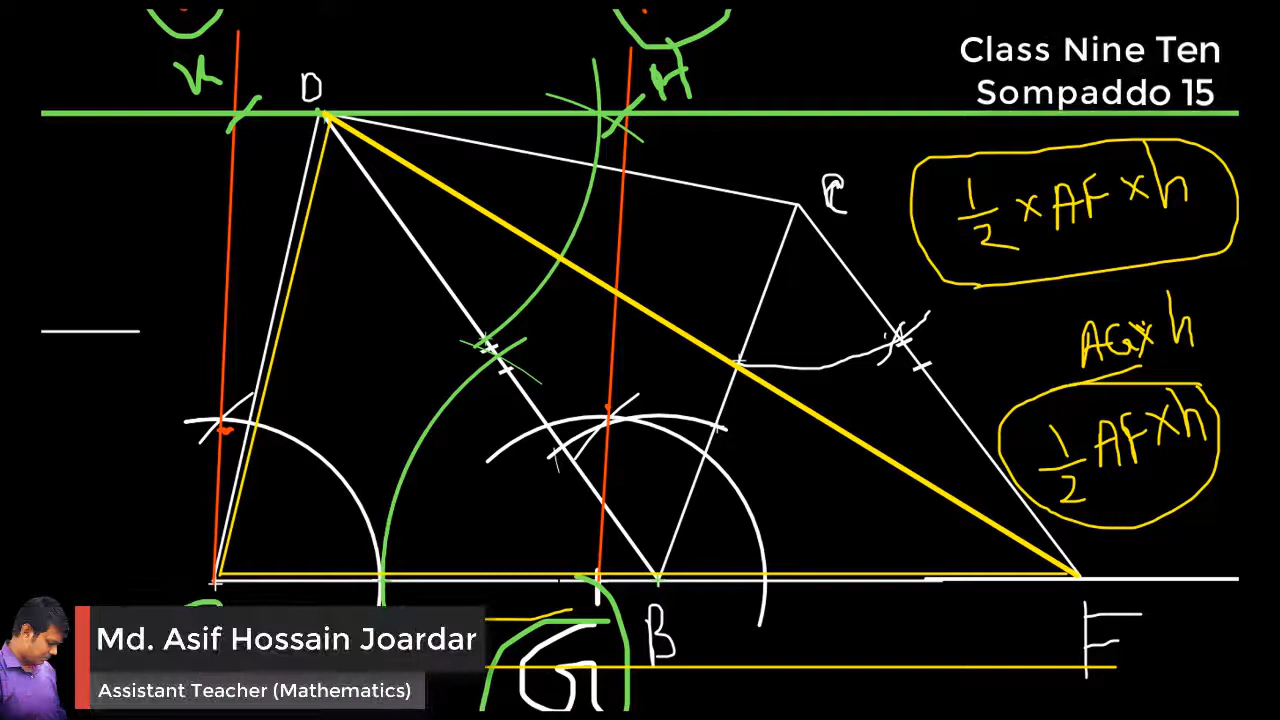 Class Nine Ten
Sompaddo 15
K
D
H
C
1/2 × AF × h
AG × h
1/2 AF × h
B
F
G
Md. Asif Hossain Joardar
Assistant Teacher (Mathematics)